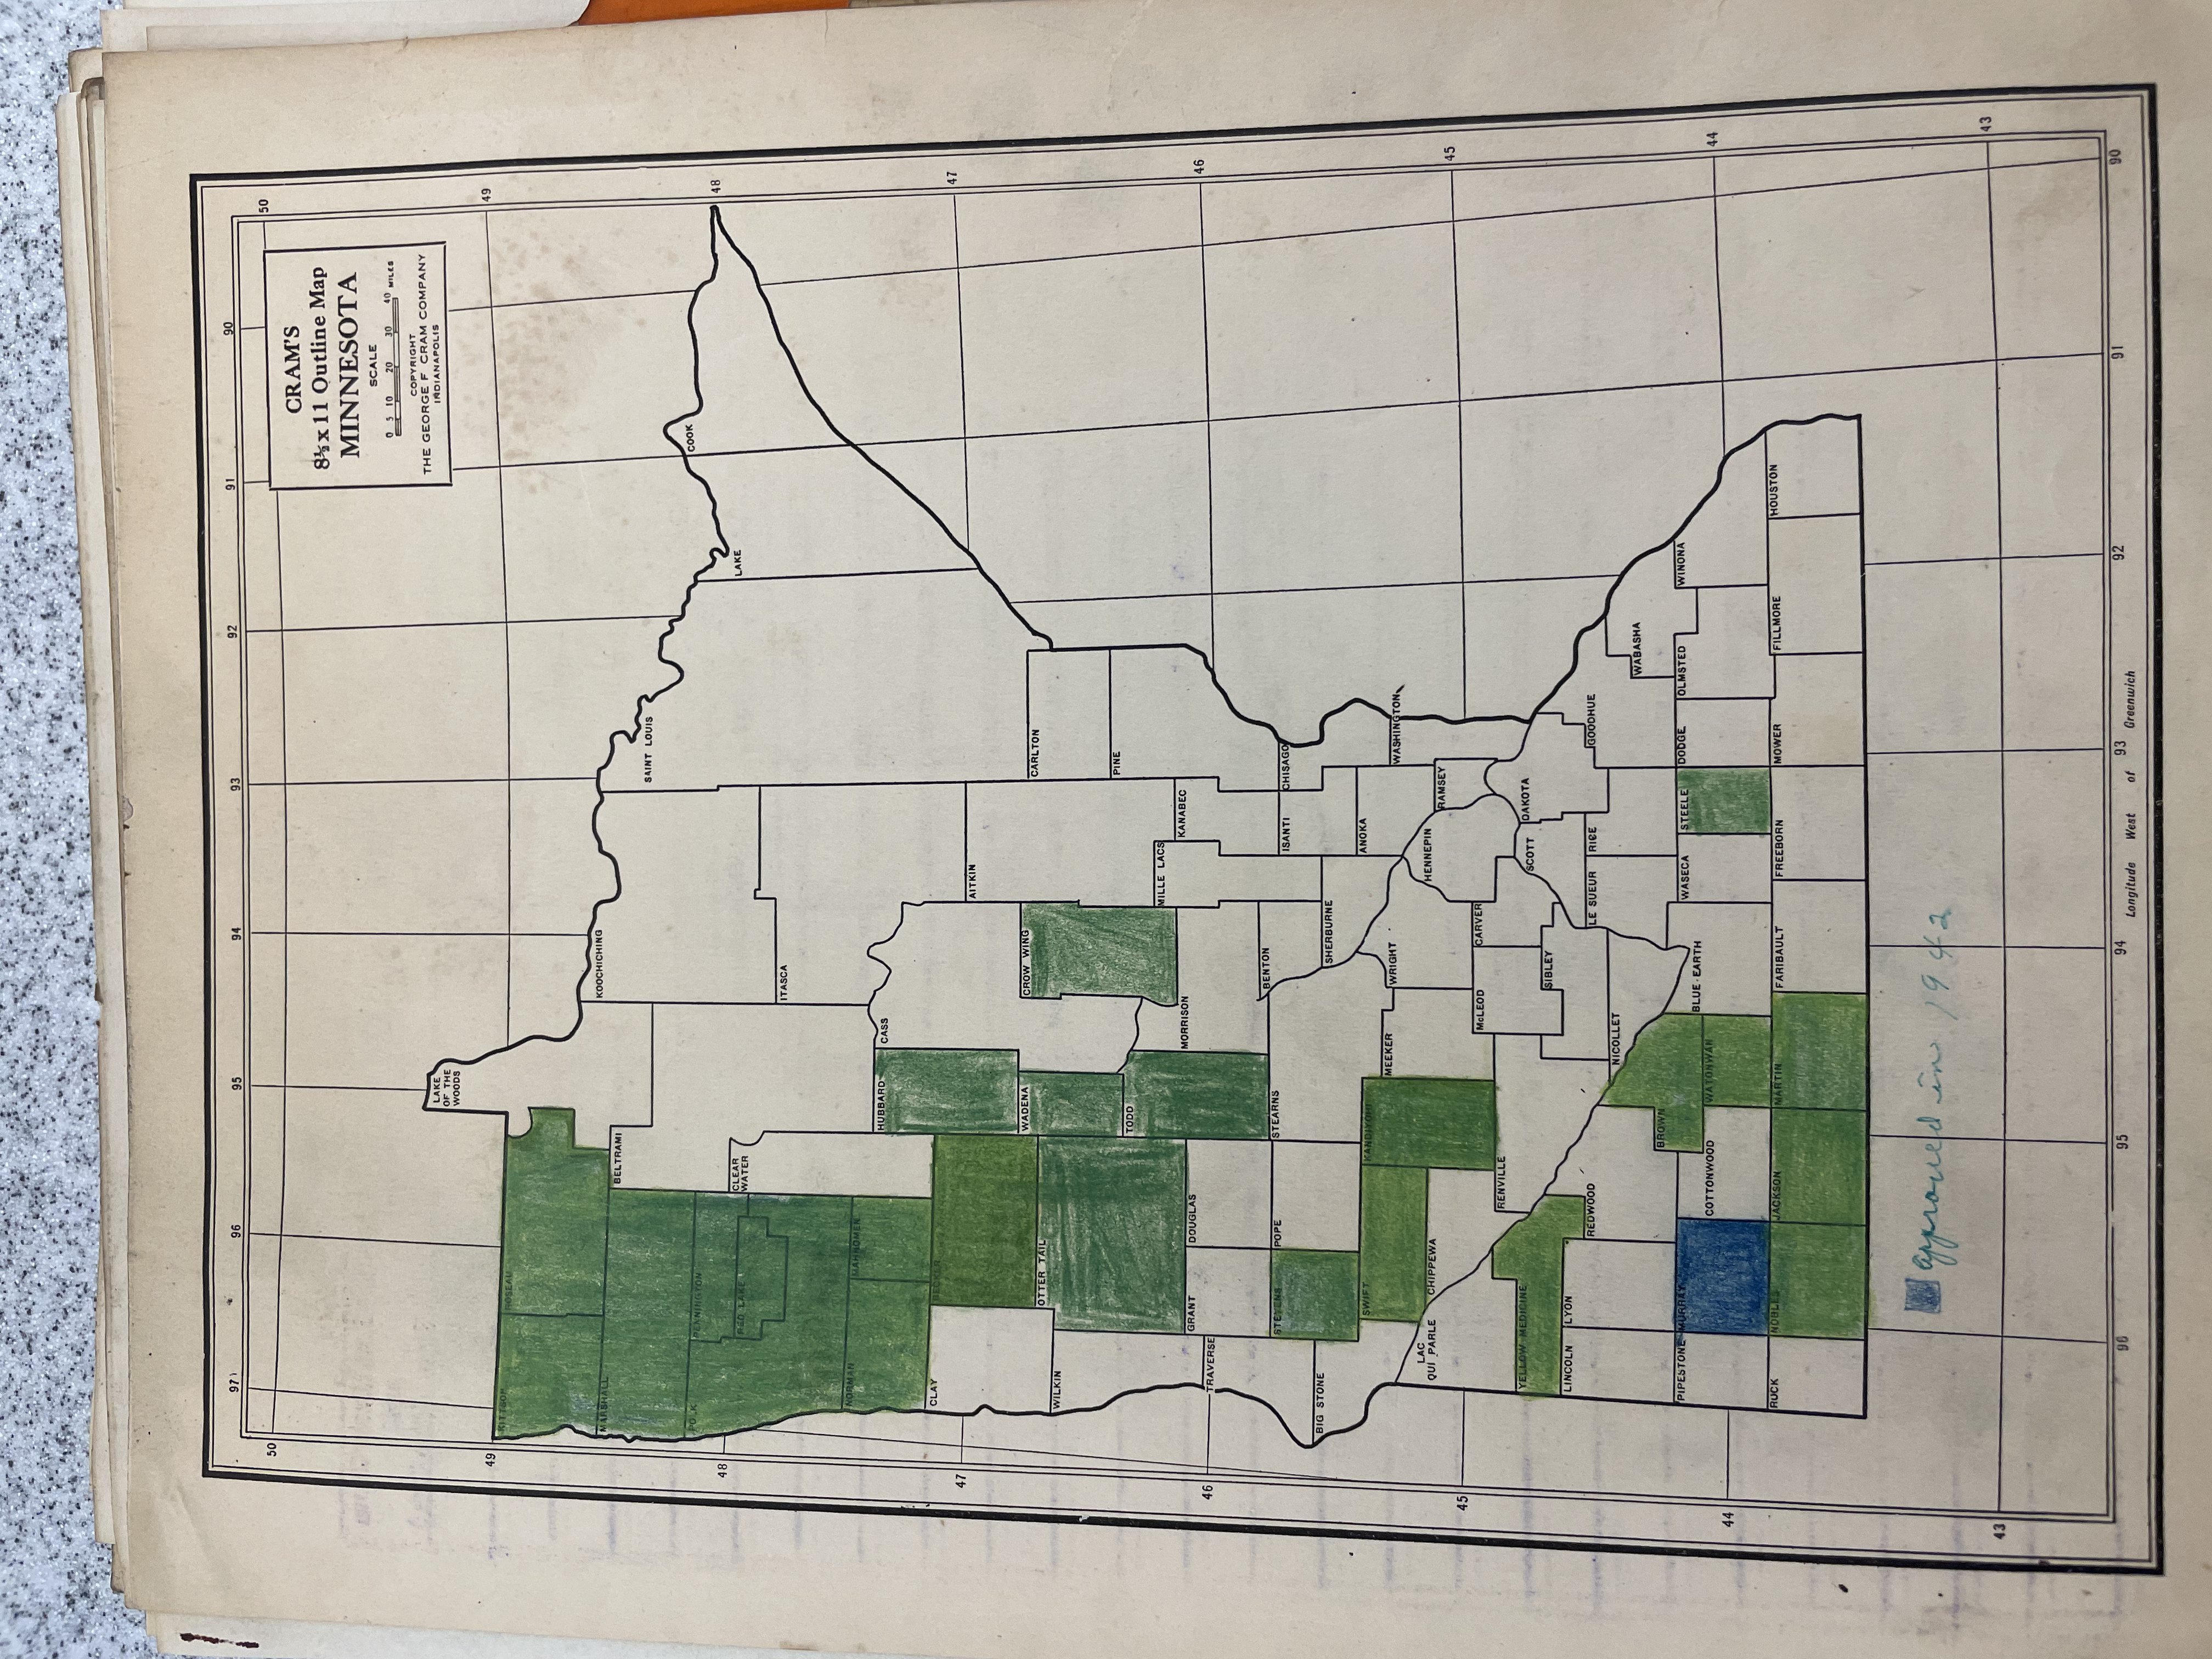 97 96 95 94 93 92 91 90
50 50
CRAM'S
8½ x 11 Outline Map
MINNESOTA
SCALE
0 5 10 20 30 40 MILES
COPYRIGHT
THE GEORGE F CRAM COMPANY
INDIANAPOLIS
LAKE
OF THE
WOODS
49 49
KITTSON ROSEAU
MARSHALL
BELTRAMI
KOOCHICHING
SAINT LOUIS
COOK
POLK PENNINGTON
48 48
RED LAKE
CLEAR
WATER
LAKE
ITASCA
NORMAN MAHNOMEN
HUBBARD CASS
CLAY BECKER
47 47
AITKIN
WADENA CROW WING
CARLTON
OTTER TAIL
WILKIN
PINE
TODD
MILLE LACS
KANABEC
MORRISON
GRANT DOUGLAS
46 46
TRAVERSE
BENTON
STEVENS POPE STEARNS
ISANTI CHISAGO
BIG STONE
SHERBURNE
SWIFT KANDIYOHI
ANOKA
MEEKER WRIGHT
WASHINGTON
LAC
QUI PARLE CHIPPEWA
HENNEPIN
RAMSEY
45 45
McLEOD CARVER
RENVILLE
YELLOW MEDICINE
SCOTT DAKOTA
SIBLEY
LINCOLN LYON
REDWOOD
LE SUEUR RICE GOODHUE
NICOLLET
WABASHA
BROWN
PIPESTONE MURRAY
COTTONWOOD
BLUE EARTH
WASECA STEELE DODGE OLMSTED WINONA
WATONWAN
44 44
ROCK NOBLES JACKSON MARTIN FARIBAULT FREEBORN MOWER FILLMORE HOUSTON
approved in 1942
43 43
96 95 94 93 92 91 90
Longitude West of Greenwich